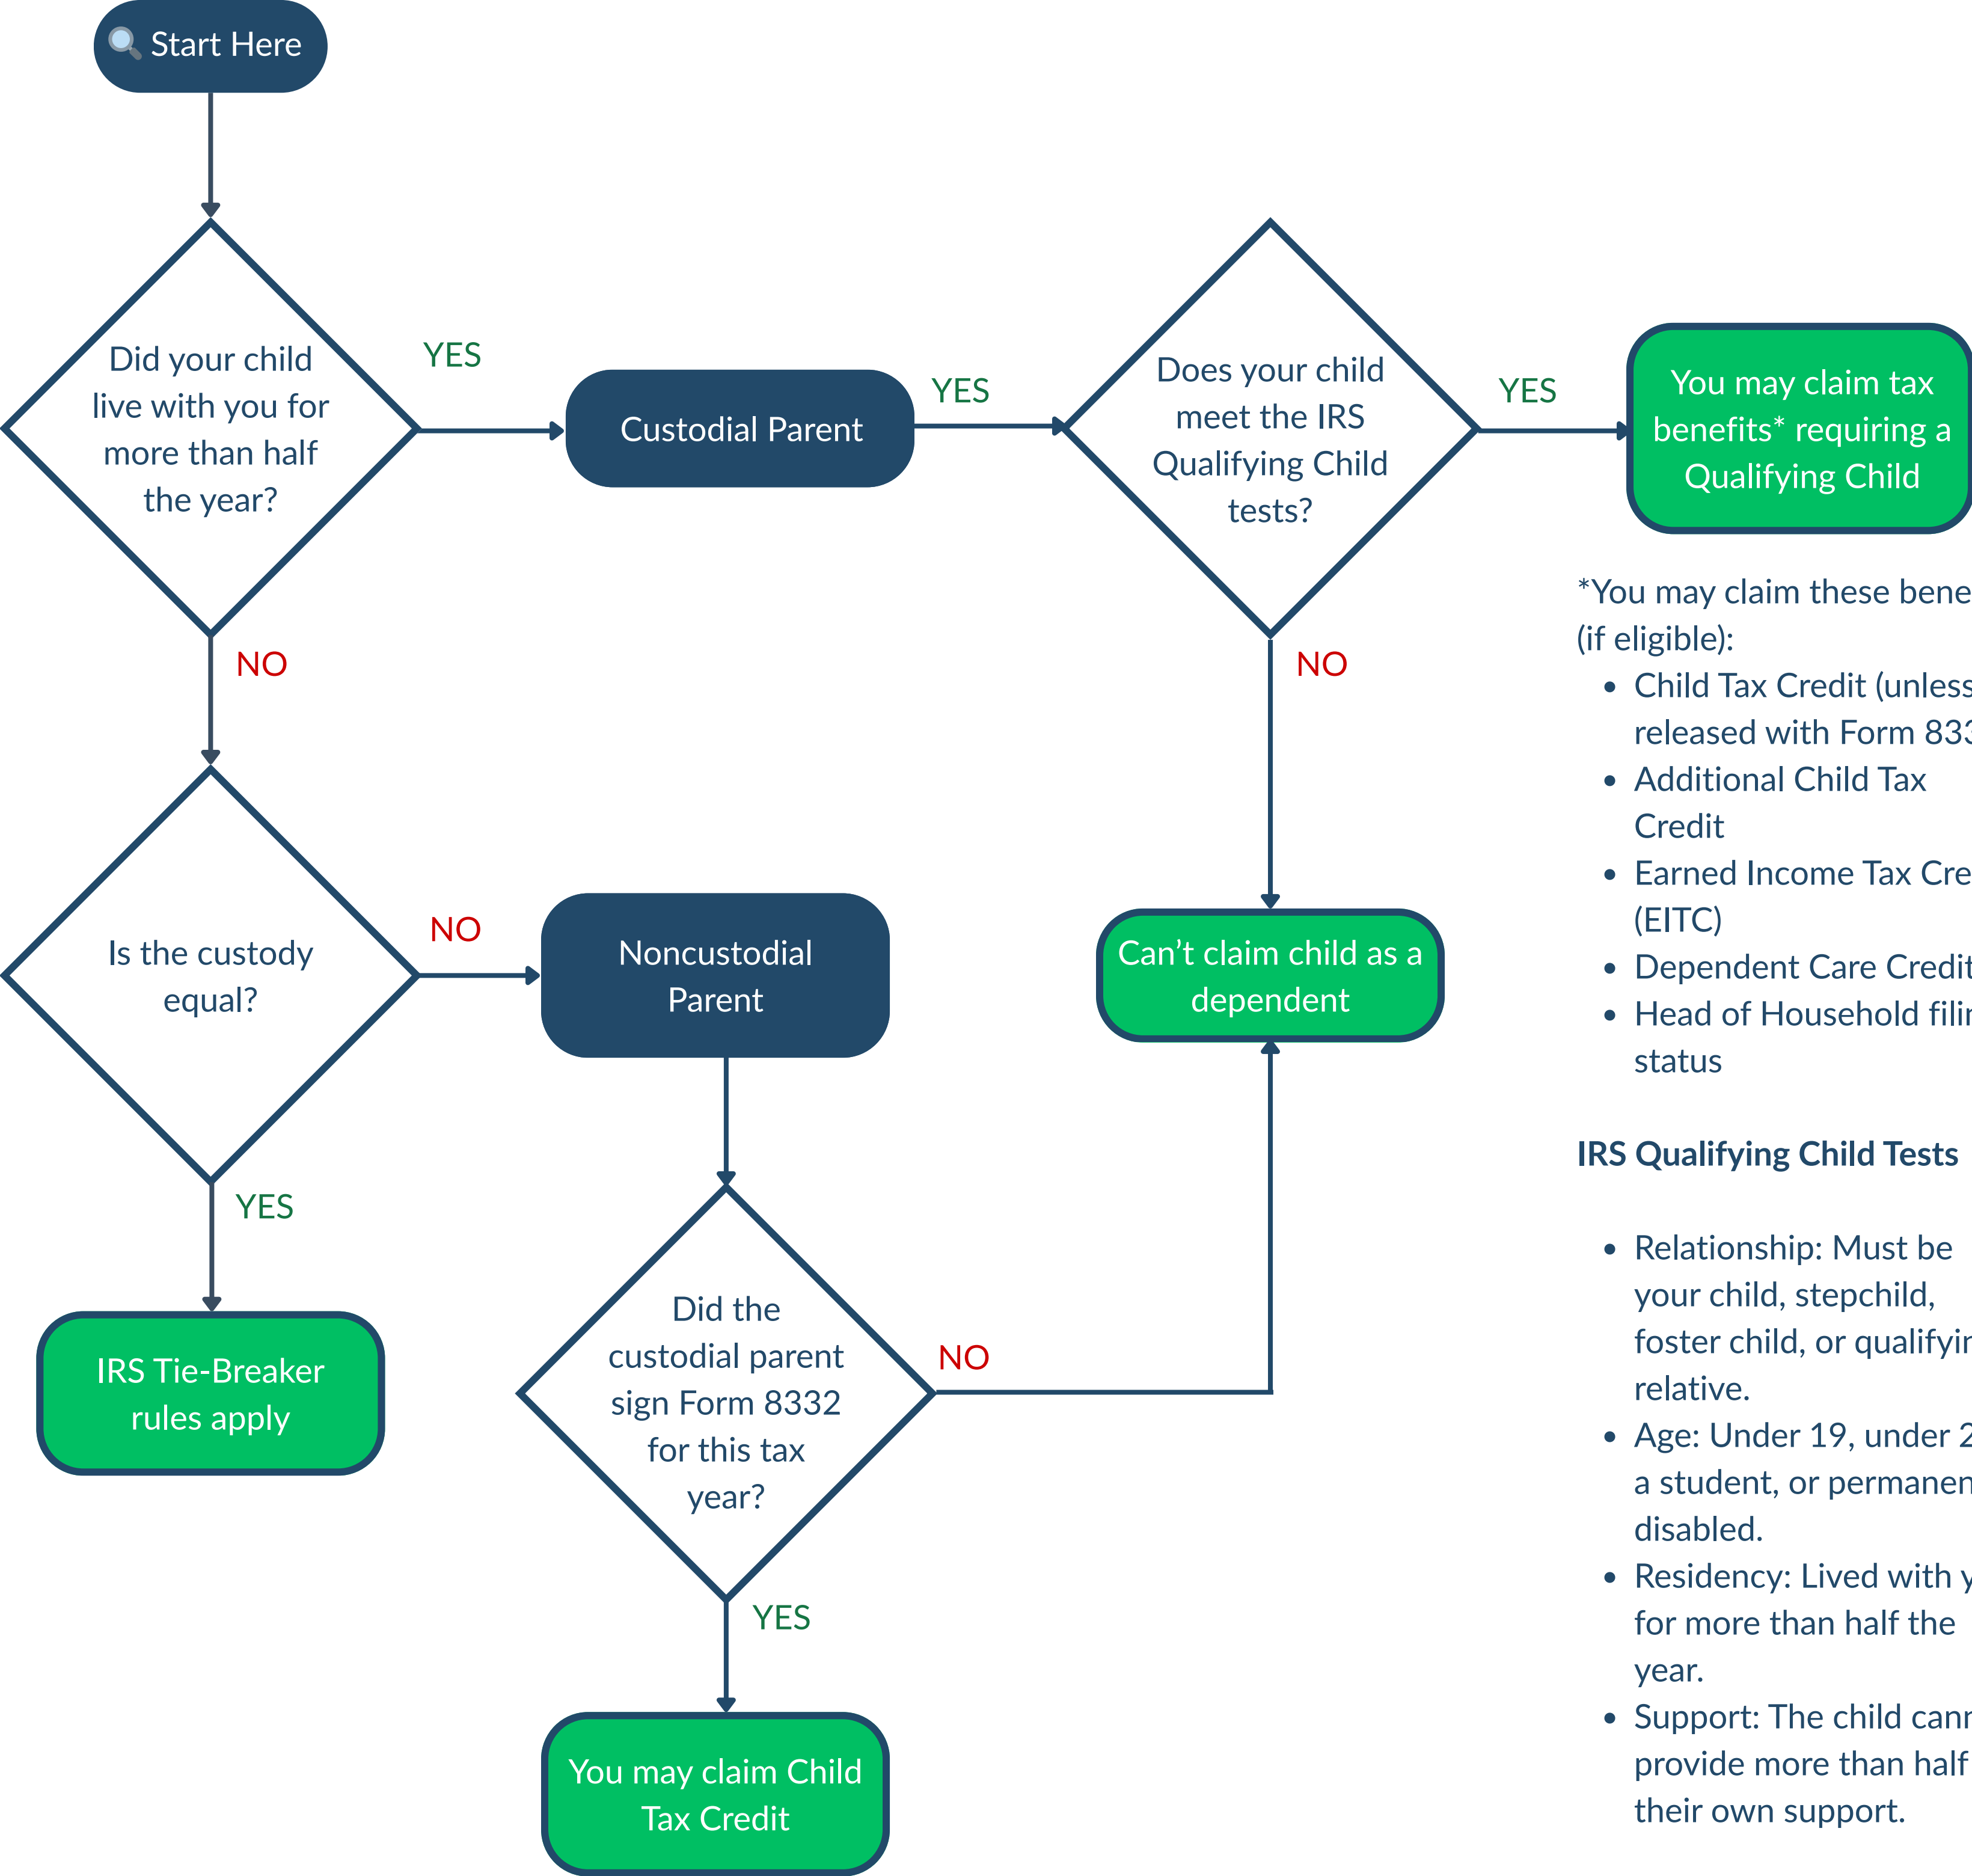 Start Here
Did your child
live with you for
more than half
the year?
YES
Custodial Parent
YES
Does your child
meet the IRS
Qualifying Child
tests?
YES
You may claim tax
benefits* requiring a
Qualifying Child
NO
NO
*You may claim these
(if eligible):
Child Tax Credit (unless
released with Form
Additional Child Tax
Credit
Earned Income Tax
(EITC)
Dependent Care Credit
Head of Household
status
Is the custody
equal?
NO
Noncustodial
Parent
Can’t claim child as a
dependent
YES
IRS Tie-Breaker
rules apply
Did the
custodial parent
sign Form 8332
for this tax
year?
NO
YES
You may claim Child
Tax Credit
IRS Qualifying Child Tests
Relationship: Must be
your child, stepchild,
foster child, or
relative.
Age: Under 19, under
a student, or
disabled.
Residency: Lived with
for more than half the
year.
Support: The child
provide more than half
their own support.